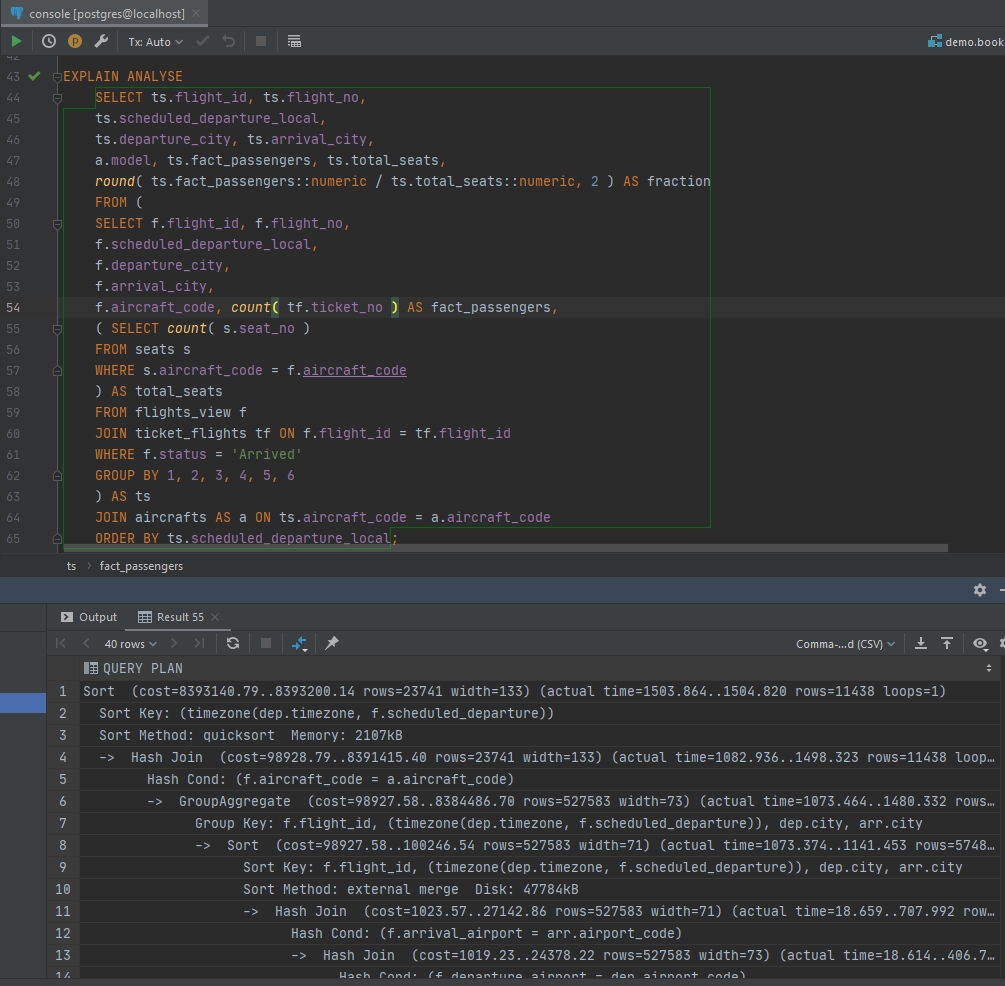 console [postgres@localhost]
Tx: Auto
demo.book
42
43 EXPLAIN ANALYSE
44 SELECT ts.flight_id, ts.flight_no,
45 ts.scheduled_departure_local,
46 ts.departure_city, ts.arrival_city,
47 a.model, ts.fact_passengers, ts.total_seats,
48 round( ts.fact_passengers::numeric / ts.total_seats::numeric, 2 ) AS fraction
49 FROM (
50 SELECT f.flight_id, f.flight_no,
51 f.scheduled_departure_local,
52 f.departure_city,
53 f.arrival_city,
54 f.aircraft_code, count( tf.ticket_no ) AS fact_passengers,
55 ( SELECT count( s.seat_no )
56 FROM seats s
57 WHERE s.aircraft_code = f.aircraft_code
58 ) AS total_seats
59 FROM flights_view f
60 JOIN ticket_flights tf ON f.flight_id = tf.flight_id
61 WHERE f.status = 'Arrived'
62 GROUP BY 1, 2, 3, 4, 5, 6
63 ) AS ts
64 JOIN aircrafts AS a ON ts.aircraft_code = a.aircraft_code
65 ORDER BY ts.scheduled_departure_local;
ts › fact_passengers
Output Result 55
40 rows Comma-...d (CSV)
QUERY PLAN
1 Sort (cost=8393140.79..8393200.14 rows=23741 width=133) (actual time=1503.864..1504.820 rows=11438 loops=1)
2 Sort Key: (timezone(dep.timezone, f.scheduled_departure))
3 Sort Method: quicksort Memory: 2107kB
4 -> Hash Join (cost=98928.79..8391415.40 rows=23741 width=133) (actual time=1082.936..1498.323 rows=11438 loop…
5 Hash Cond: (f.aircraft_code = a.aircraft_code)
6 -> GroupAggregate (cost=98927.58..8384486.70 rows=527583 width=73) (actual time=1073.464..1480.332 rows…
7 Group Key: f.flight_id, (timezone(dep.timezone, f.scheduled_departure)), dep.city, arr.city
8 -> Sort (cost=98927.58..100246.54 rows=527583 width=71) (actual time=1073.374..1141.453 rows=5748…
9 Sort Key: f.flight_id, (timezone(dep.timezone, f.scheduled_departure)), dep.city, arr.city
10 Sort Method: external merge Disk: 47784kB
11 -> Hash Join (cost=1023.57..27142.86 rows=527583 width=71) (actual time=18.659..707.992 row…
12 Hash Cond: (f.arrival_airport = arr.airport_code)
13 -> Hash Join (cost=1019.23..24378.22 rows=527583 width=73) (actual time=18.614..406.7…
14 Hash Cond: (f.departure_airport = dep.airport_code)